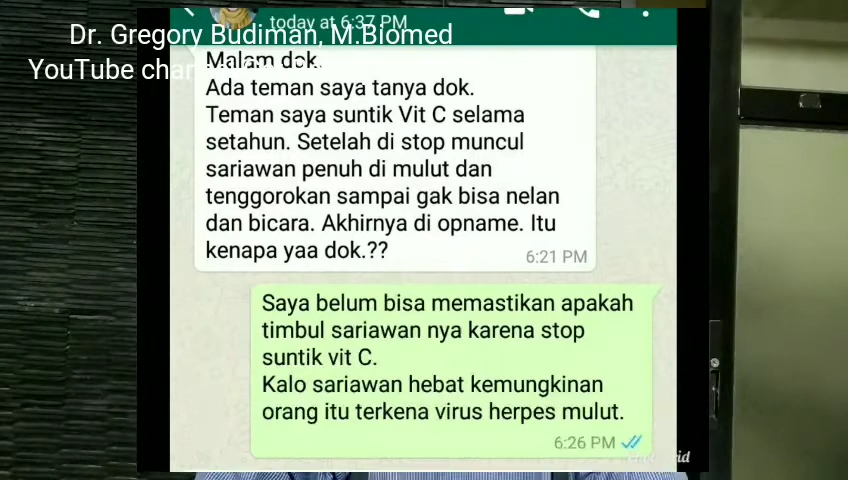 today at 6:37 PM
Dr. Gregory Budiman, M.Biomed
YouTube
Malam dok.
Ada teman saya tanya dok.
Teman saya suntik Vit C selama
setahun. Setelah di stop muncul
sariawan penuh di mulut dan
tenggorokan sampai gak bisa nelan
dan bicara. Akhirnya di opname. Itu
kenapa yaa dok.??
6:21 PM
Saya belum bisa memastikan apakah
timbul sariawan nya karena stop
suntik vit C.
Kalo sariawan hebat kemungkinan
orang itu terkena virus herpes mulut.
6:26 PM